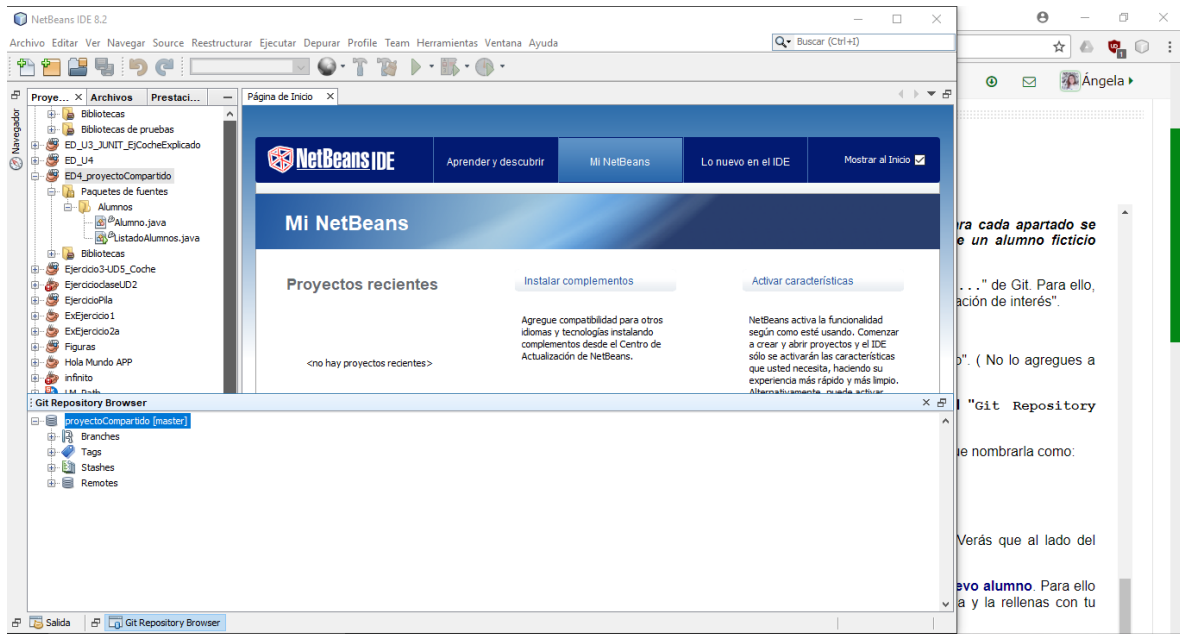 NetBeans IDE 8.2
Archivo Editar Ver Navegar Source Reestructurar Ejecutar Depurar Profile Team Herramientas Ventana Ayuda
Buscar (Ctrl+I)
Navegador
Proye... Archivos Prestaci...
Bibliotecas
Bibliotecas de pruebas
ED_U3_JUNIT_EjCocheExplicado
ED_U4
ED4_proyectoCompartido
Paquetes de fuentes
Alumnos
Alumno.java
ListadoAlumnos.java
Bibliotecas
Ejercicio3-UD5_Coche
EjercicioclaseUD2
EjercicioPila
ExEjercicio1
ExEjercicio2a
Figuras
Hola Mundo APP
infinito
LM_Path
Página de Inicio
NetBeans IDE
Aprender y descubrir
Mi NetBeans
Lo nuevo en el IDE
Mostrar al Inicio
Mi NetBeans
Proyectos recientes
<no hay proyectos recientes>
Instalar complementos
Agregue compatibilidad para otros
idiomas y tecnologías instalando
complementos desde el Centro de
Actualización de NetBeans.
Activar características
NetBeans activa la funcionalidad
según como esté usando. Comenzar
a crear y abrir proyectos y el IDE
sólo se activarán las características
que usted necesita, haciendo su
experiencia más rápido y más limpio.
Alternativamente, puede activar
Git Repository Browser
proyectoCompartido [master]
Branches
Tags
Stashes
Remotes
Salida
Git Repository Browser
1
Ángela
ra cada apartado se
e un alumno ficticio
..." de Git. Para ello,
ación de interés".
o". ( No lo agregues a
l "Git Repository
ue nombrarla como:
Verás que al lado del
evo alumno. Para ello
a y la rellenas con tu